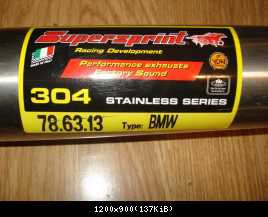 Supersprint
Racing Development
Performance exhausts
Factory Sound
304 STAINLESS SERIES
78.63.13 Type: BMW
1200x900(137KiB)